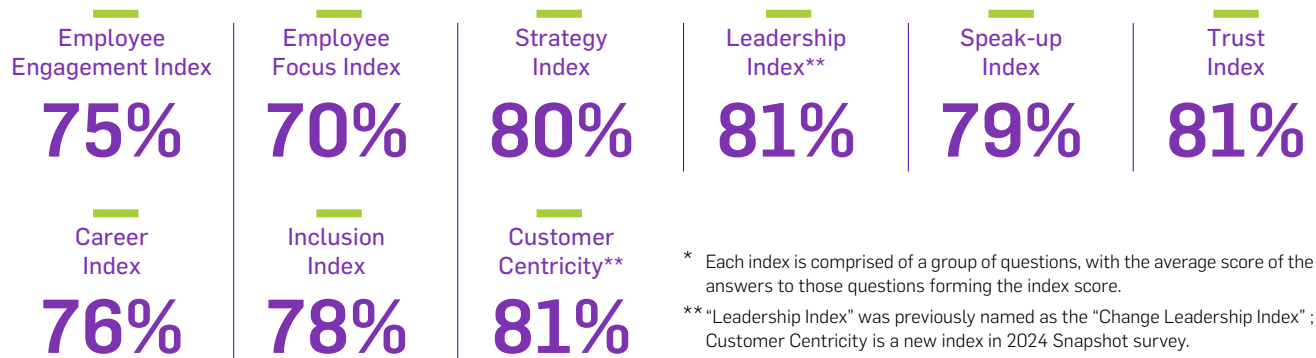 Employee
Engagement Index
75%
Employee
Focus Index
70%
Strategy
Index
80%
Leadership
Index**
81%
Speak-up
Index
79%
Trust
Index
81%
Career
Index
76%
Inclusion
Index
78%
Customer
Centricity**
81%
* Each index is comprised of a group of questions, with the average score of the
answers to those questions forming the index score.
** “Leadership Index” was previously named as the “Change Leadership Index” ;
Customer Centricity is a new index in 2024 Snapshot survey.